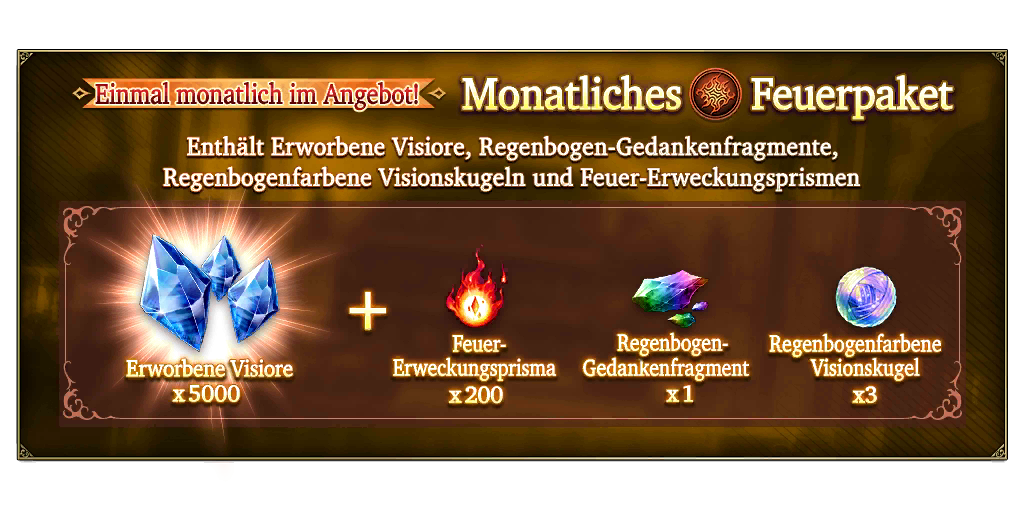 Einmal monatlich im Angebot!
Monatliches Feuerpaket
Enthält Erworbene Visiore, Regenbogen-Gedankenfragmente,
Regenbogenfarbene Visionskugeln und Feuer-Erweckungsprismen
Erworbene Visiore
x5000
+
Feuer-
Erweckungsprisma
x200
Regenbogen-
Gedankenfragment
x1
Regenbogenfarbene
Visionskugel
x3